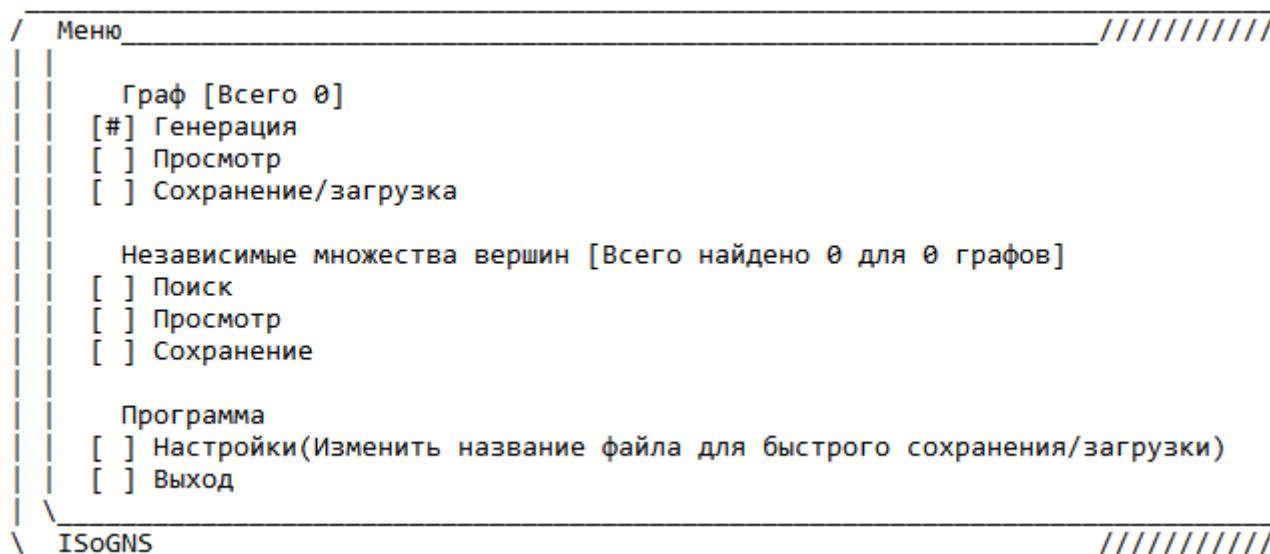 Меню
Граф [Всего 0]
[#] Генерация
[ ] Просмотр
[ ] Сохранение/загрузка
Независимые множества вершин [Всего найдено 0 для 0 графов]
[ ] Поиск
[ ] Просмотр
[ ] Сохранение
Программа
[ ] Настройки(Изменить название файла для быстрого сохранения/загрузки)
[ ] Выход
ISoGNS